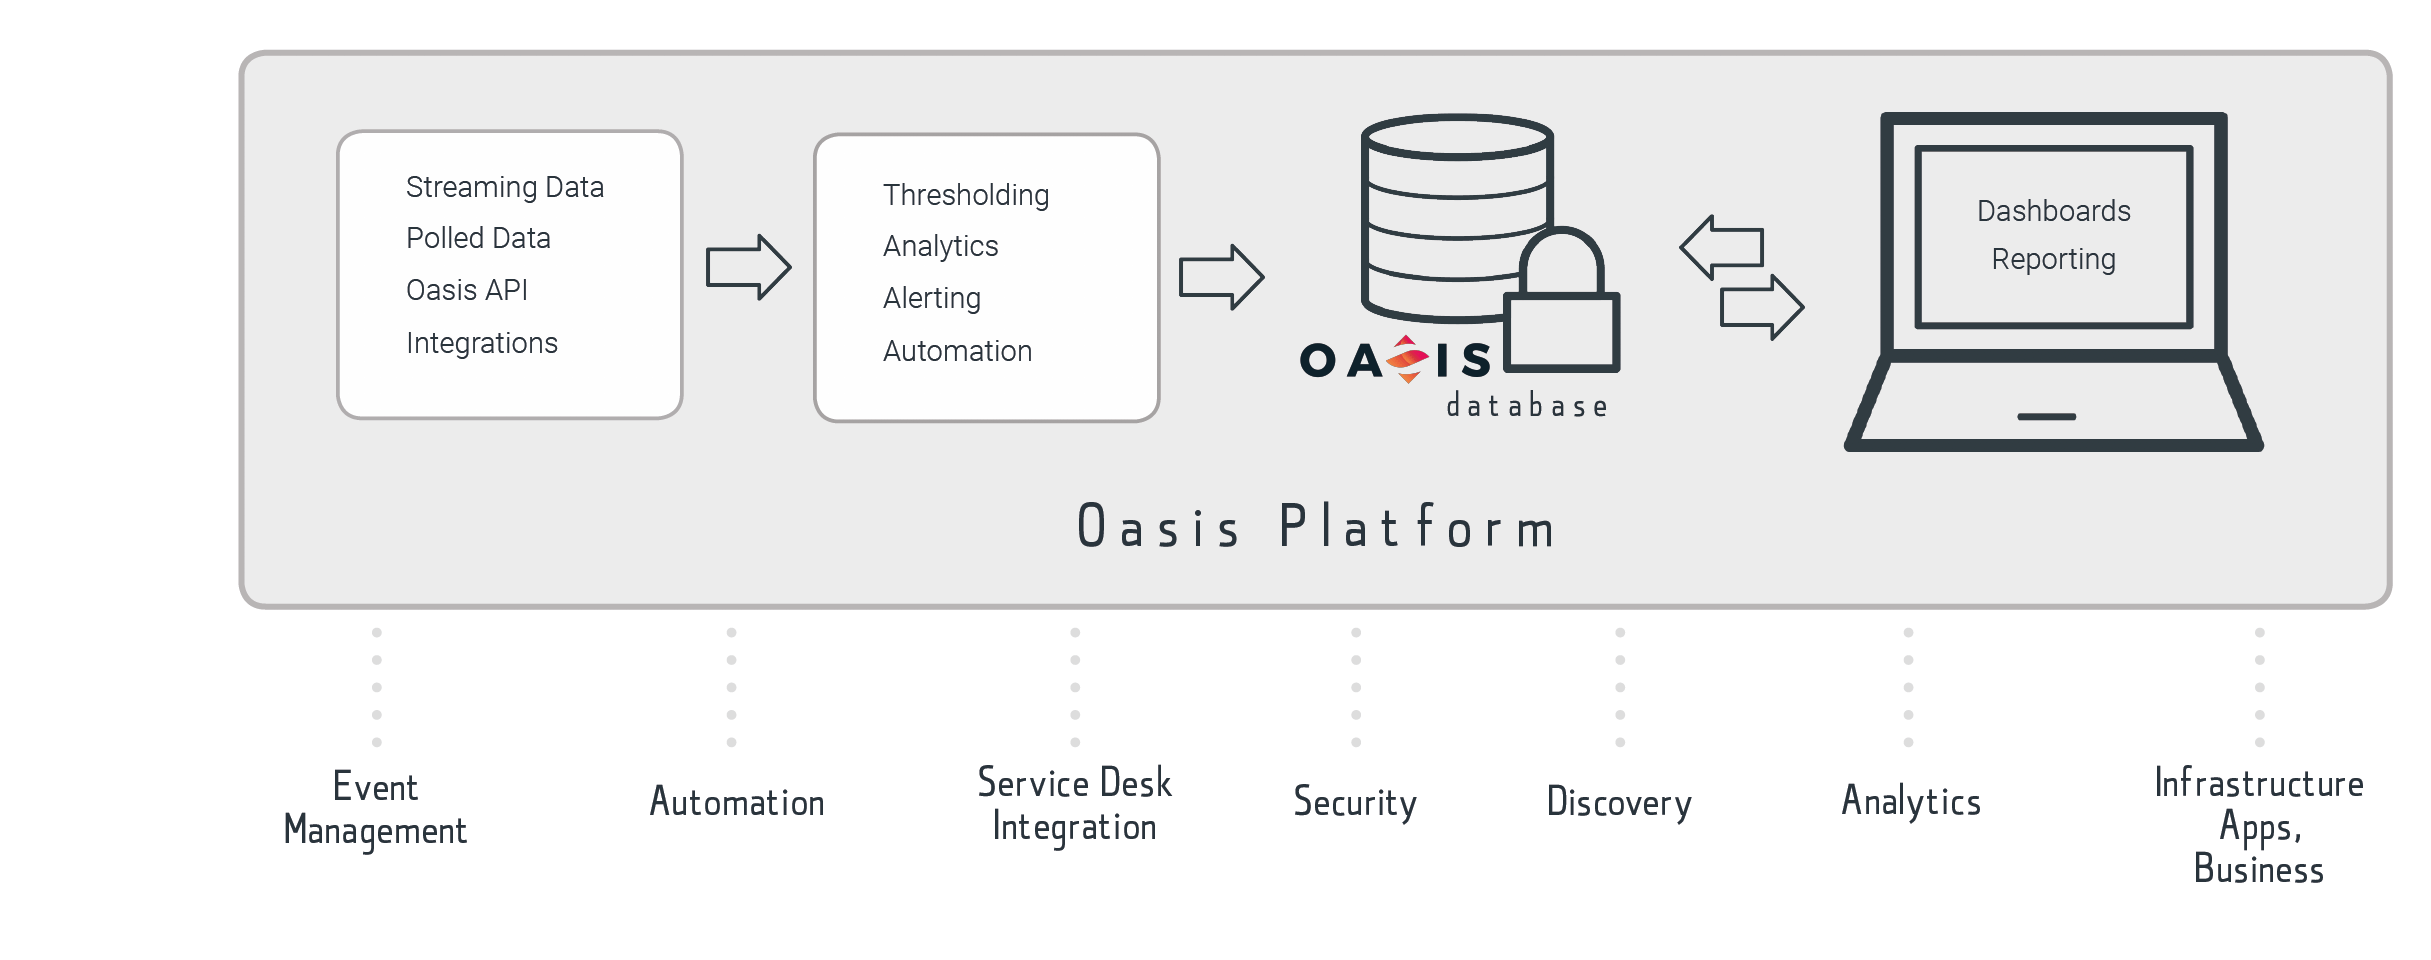 Streaming Data
Polled Data
Oasis API
Integrations
Thresholding
Analytics
Alerting
Automation
OASIS
database
Dashboards
Reporting
Oasis Platform
Event
Management
Automation
Service Desk
Integration
Security
Discovery
Analytics
Infrastructure
Apps,
Business